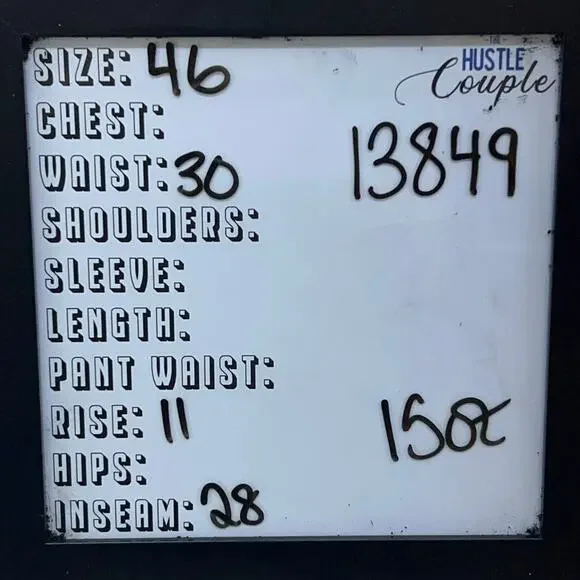 SIZE: 46
THE
HUSTLE
Couple
CHEST:
13849
WAIST: 30
SHOULDERS:
SLEEVE:
LENGTH:
PANT WAIST:
RISE: 11
15oz
HIPS:
INSEAM: 28